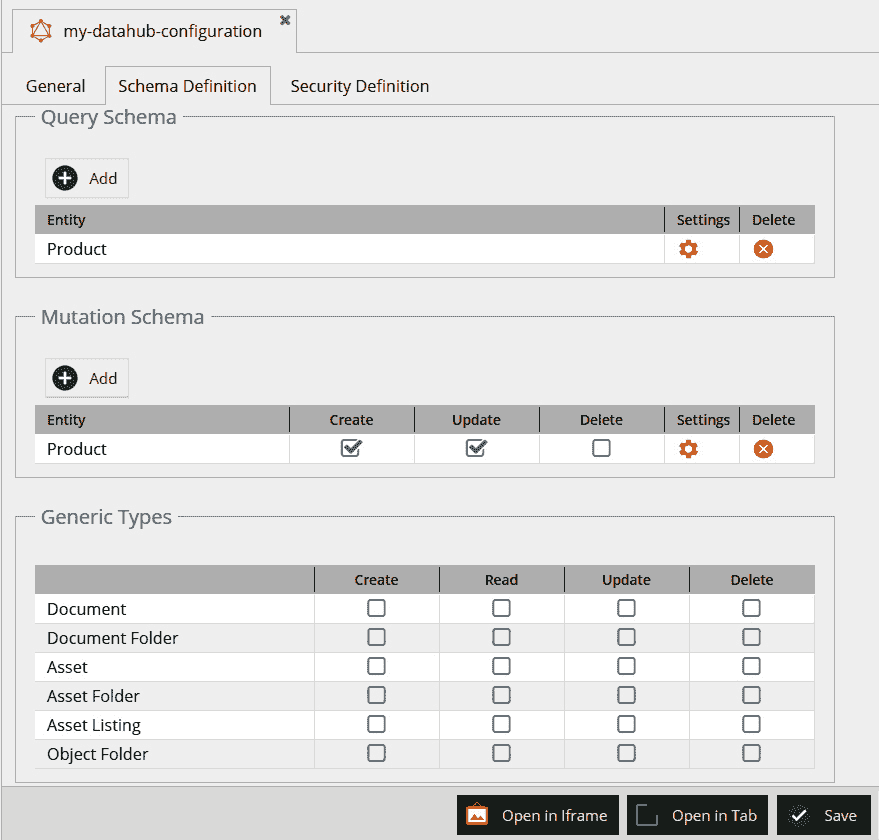 my-datahub-configuration
General Schema Definition Security Definition
Query Schema
Add
Entity Settings Delete
Product
Mutation Schema
Add
Entity Create Update Delete Settings Delete
Product
Generic Types
Create Read Update Delete
Document
Document Folder
Asset
Asset Folder
Asset Listing
Object Folder
Open in Iframe Open in Tab Save